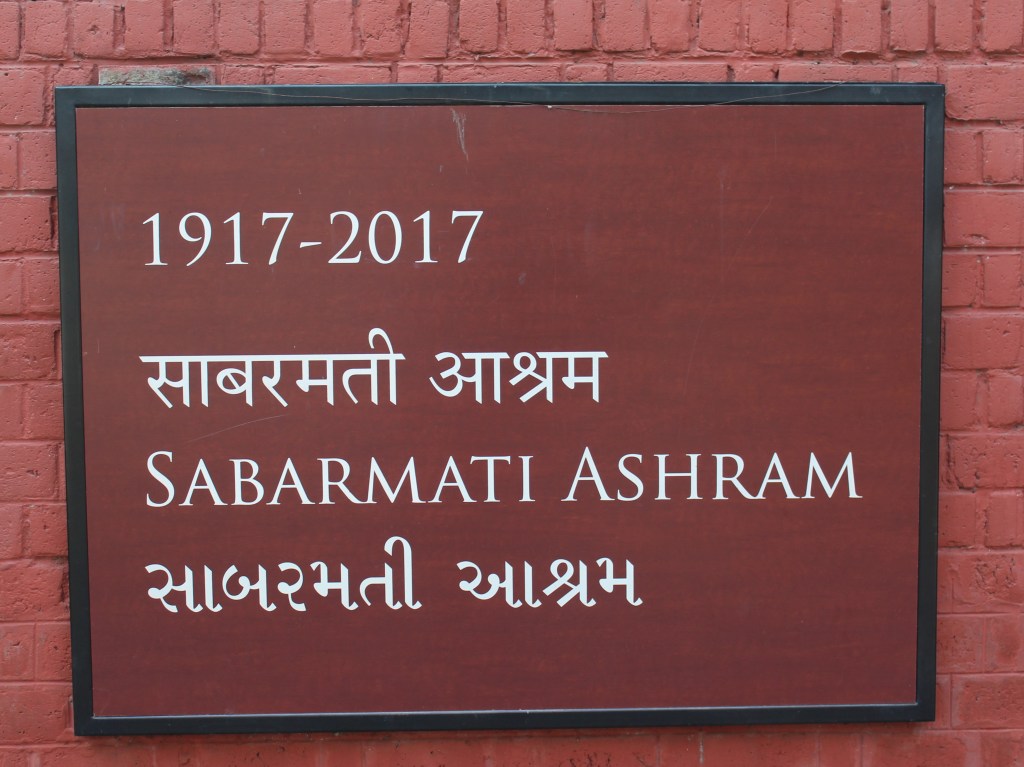 1917-2017
साबरमती आश्रम
SABARMATI ASHRAM
સાબરમતી આશ્રમ